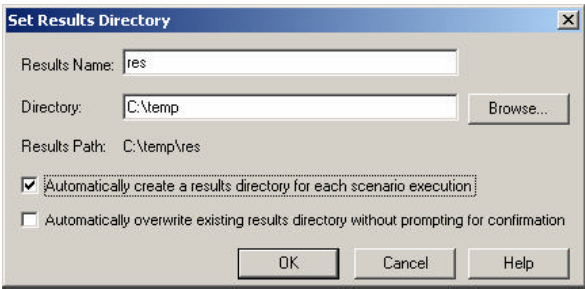 Set Results Directory
Results Name: res
Directory: C:\temp Browse...
Results Path: C:\temp\res
Automatically create a results directory for each scenario execution
Automatically overwrite existing results directory without prompting for confirmation
OK Cancel Help